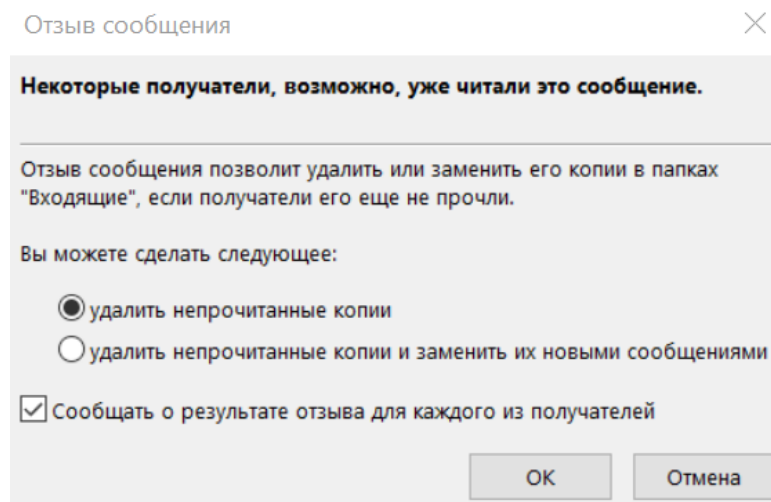 Отзыв сообщения
Некоторые получатели, возможно, уже читали это сообщение.
Отзыв сообщения позволит удалить или заменить его копии в папках
"Входящие", если получатели его еще не прочли.
Вы можете сделать следующее:
удалить непрочитанные копии
удалить непрочитанные копии и заменить их новыми сообщениями
Сообщать о результате отзыва для каждого из получателей
ОК Отмена